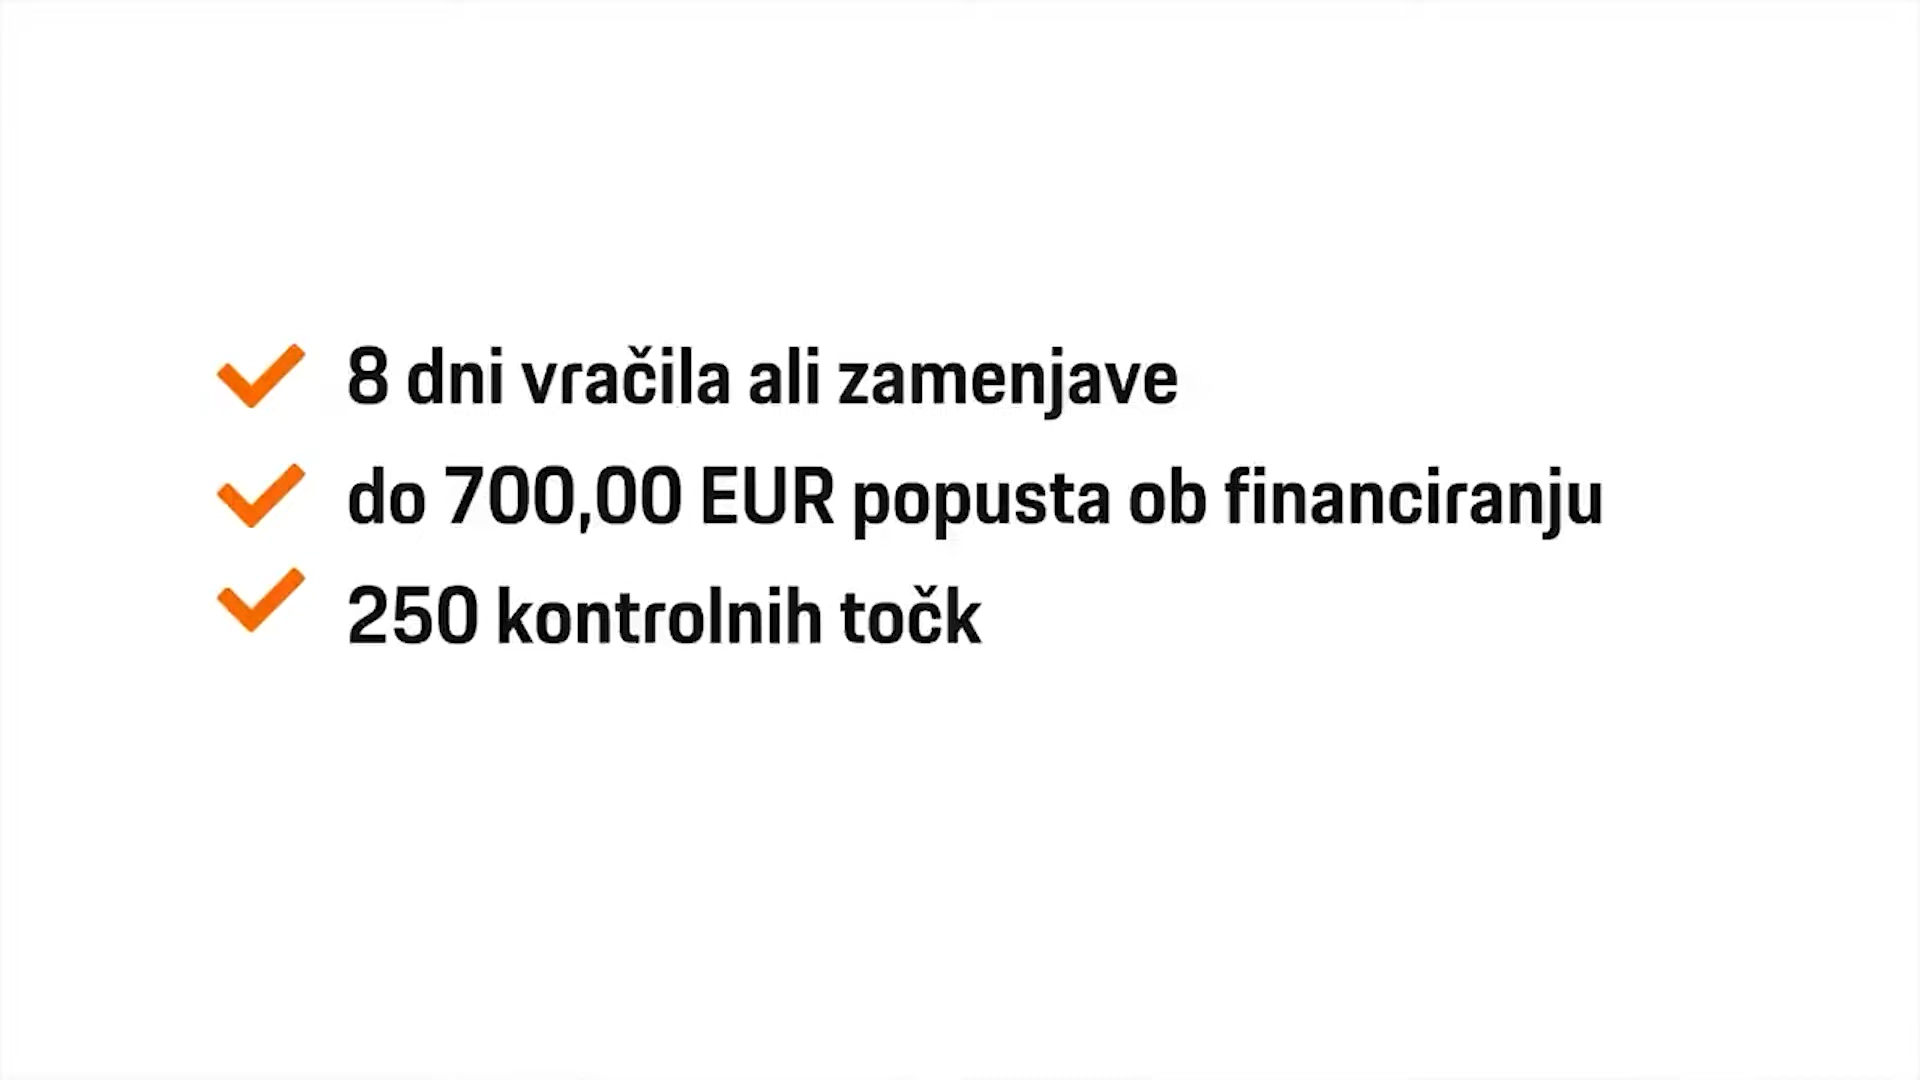 8 dni vračila ali zamenjave
do 700,00 EUR popusta ob financiranju
250 kontrolnih točk